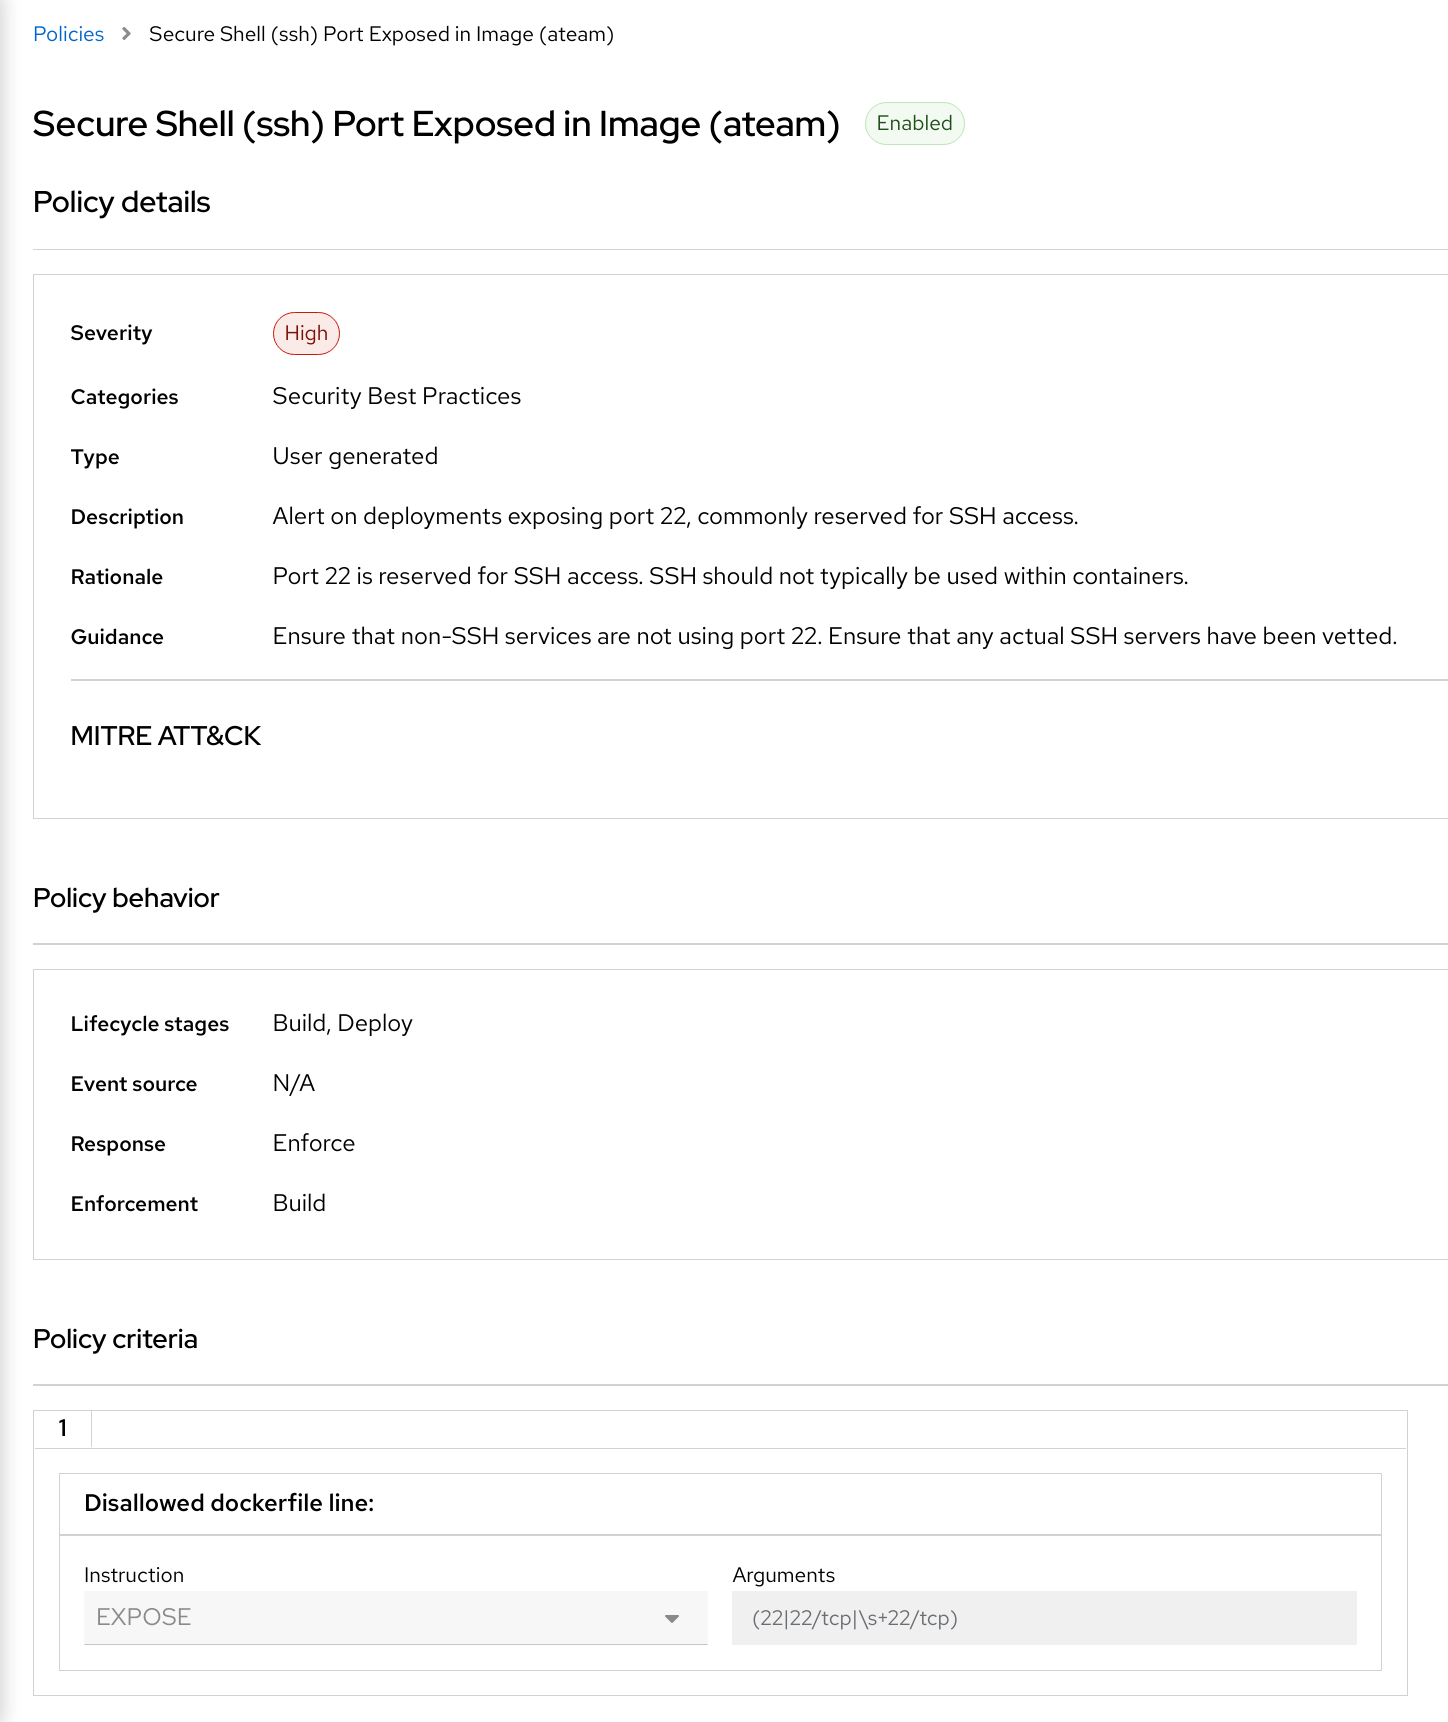 Policies > Secure Shell (ssh) Port Exposed in Image (ateam)
Secure Shell (ssh) Port Exposed in Image (ateam) Enabled
Policy details
Severity High
Categories Security Best Practices
Type User generated
Description Alert on deployments exposing port 22, commonly reserved for SSH access.
Rationale Port 22 is reserved for SSH access. SSH should not typically be used within containers.
Guidance Ensure that non-SSH services are not using port 22. Ensure that any actual SSH servers have been vetted.
MITRE ATT&CK
Policy behavior
Lifecycle stages Build, Deploy
Event source N/A
Response Enforce
Enforcement Build
Policy criteria
1
Disallowed dockerfile line:
Instruction Arguments
EXPOSE (22|22/tcp|\s+22/tcp)